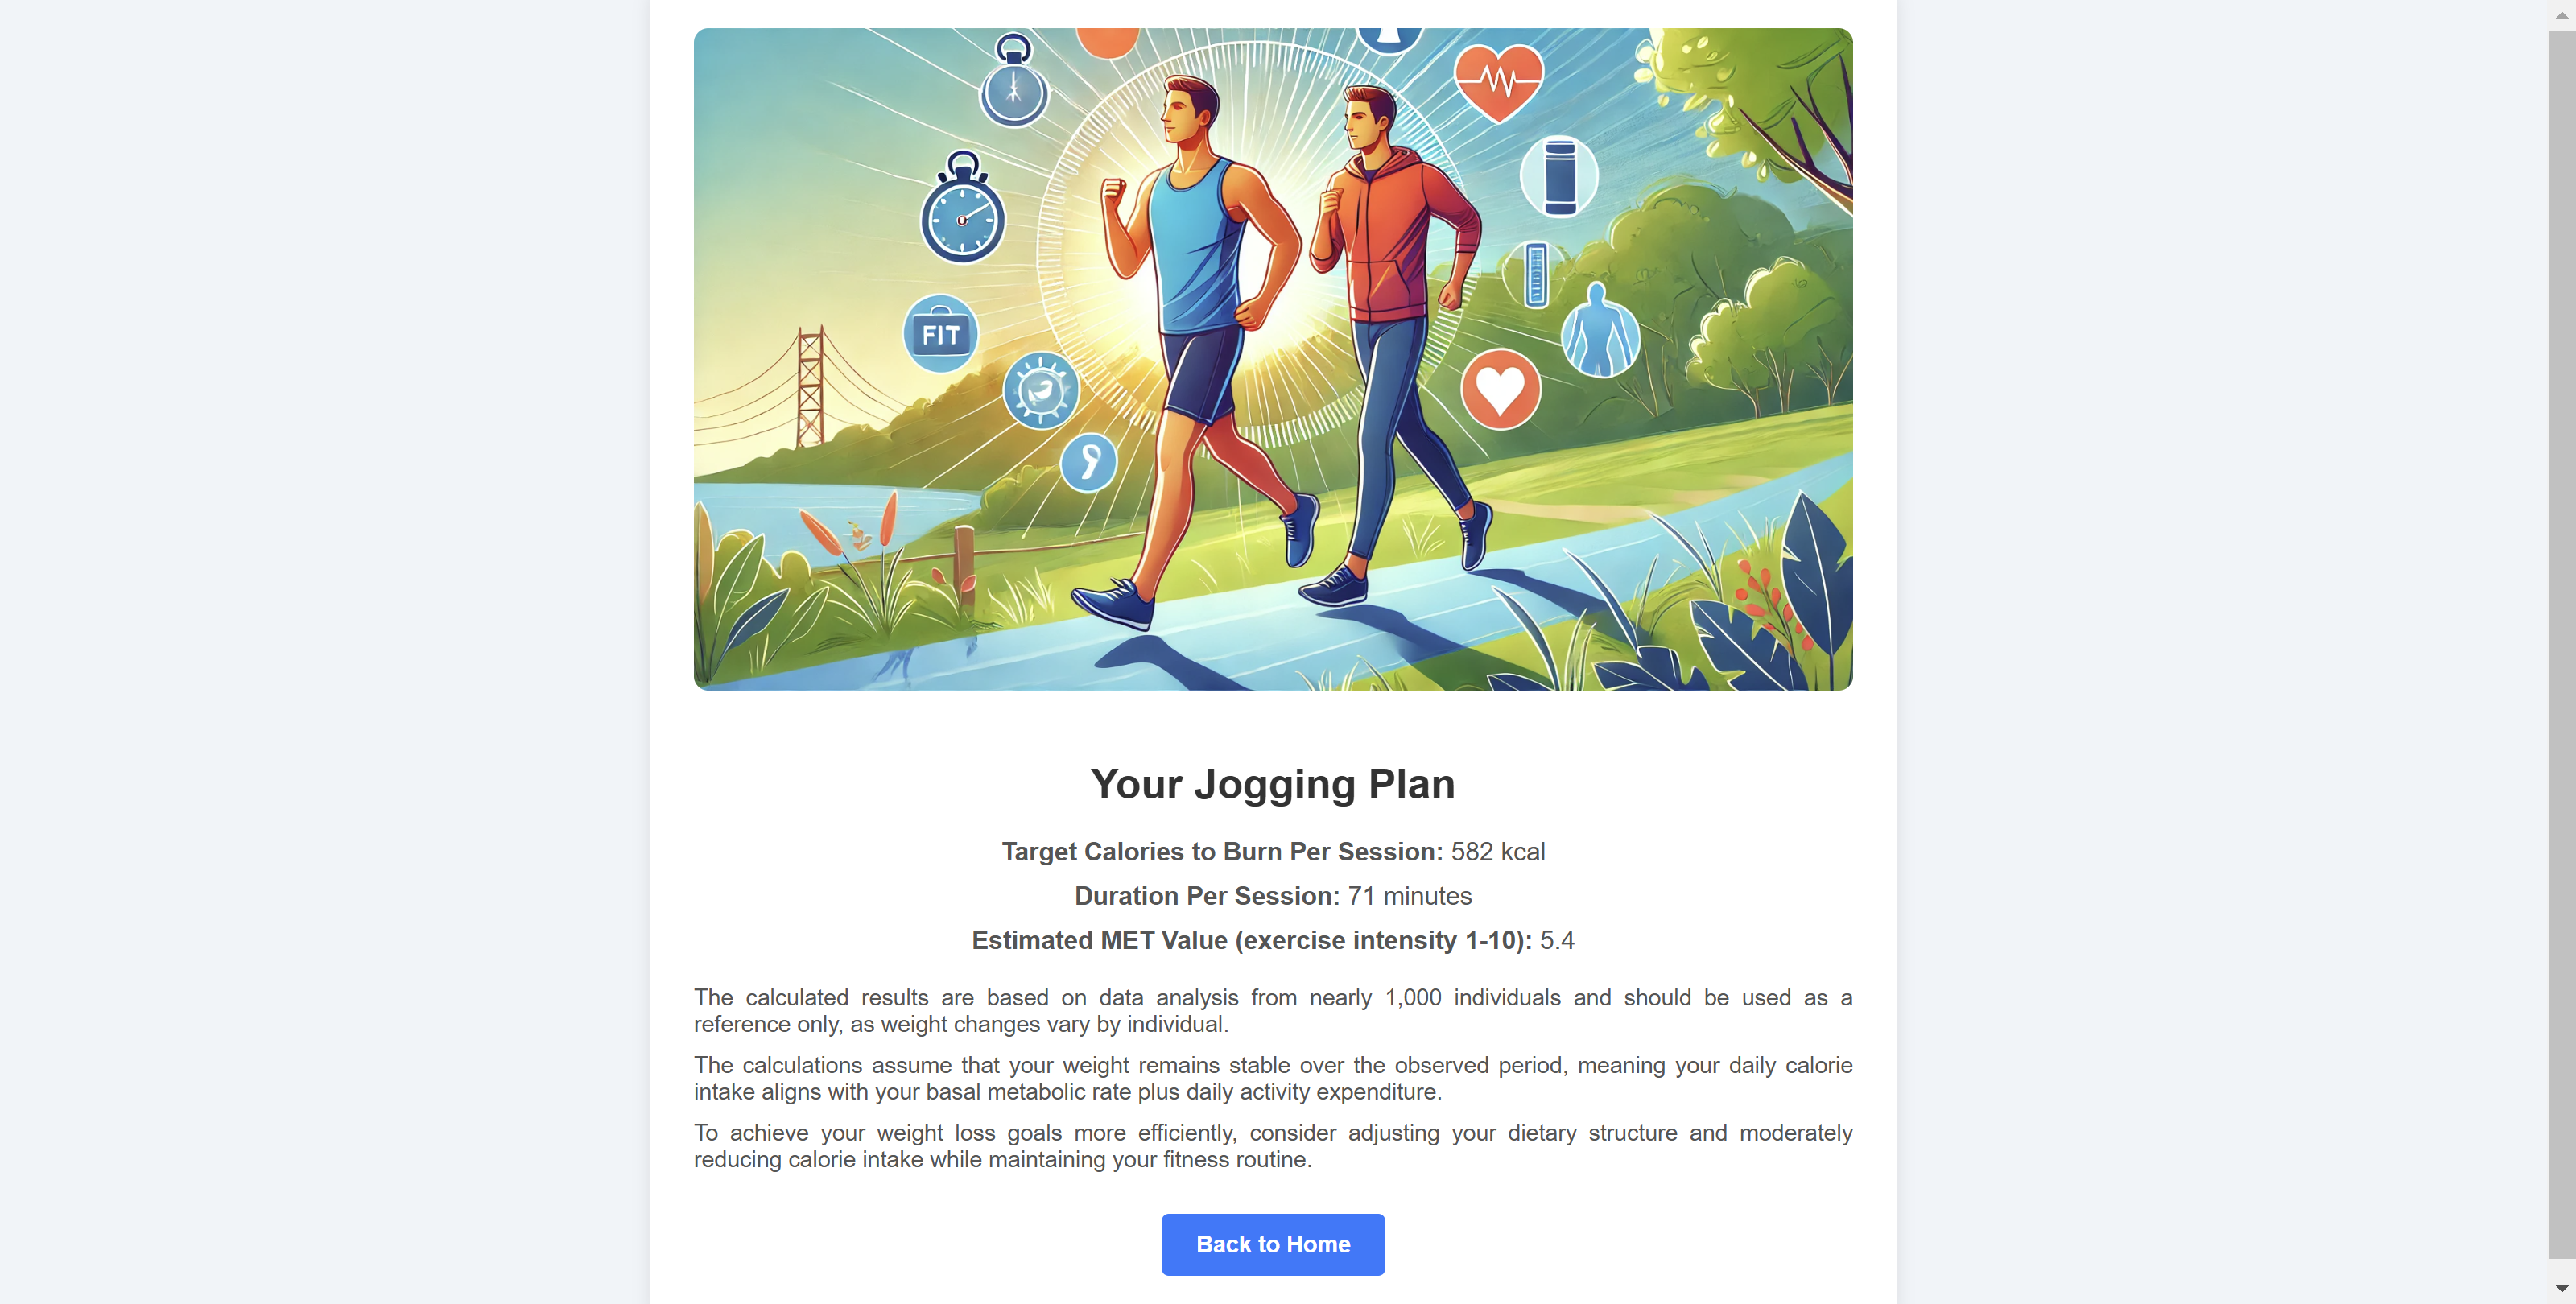 FIT
Your Jogging Plan
Target Calories to Burn Per Session: 582 kcal
Duration Per Session: 71 minutes
Estimated MET Value (exercise intensity 1-10): 5.4
The calculated results are based on data analysis from nearly 1,000 individuals and should be used as a
reference only, as weight changes vary by individual.
The calculations assume that your weight remains stable over the observed period, meaning your daily calorie
intake aligns with your basal metabolic rate plus daily activity expenditure.
To achieve your weight loss goals more efficiently, consider adjusting your dietary structure and moderately
reducing calorie intake while maintaining your fitness routine.
Back to Home